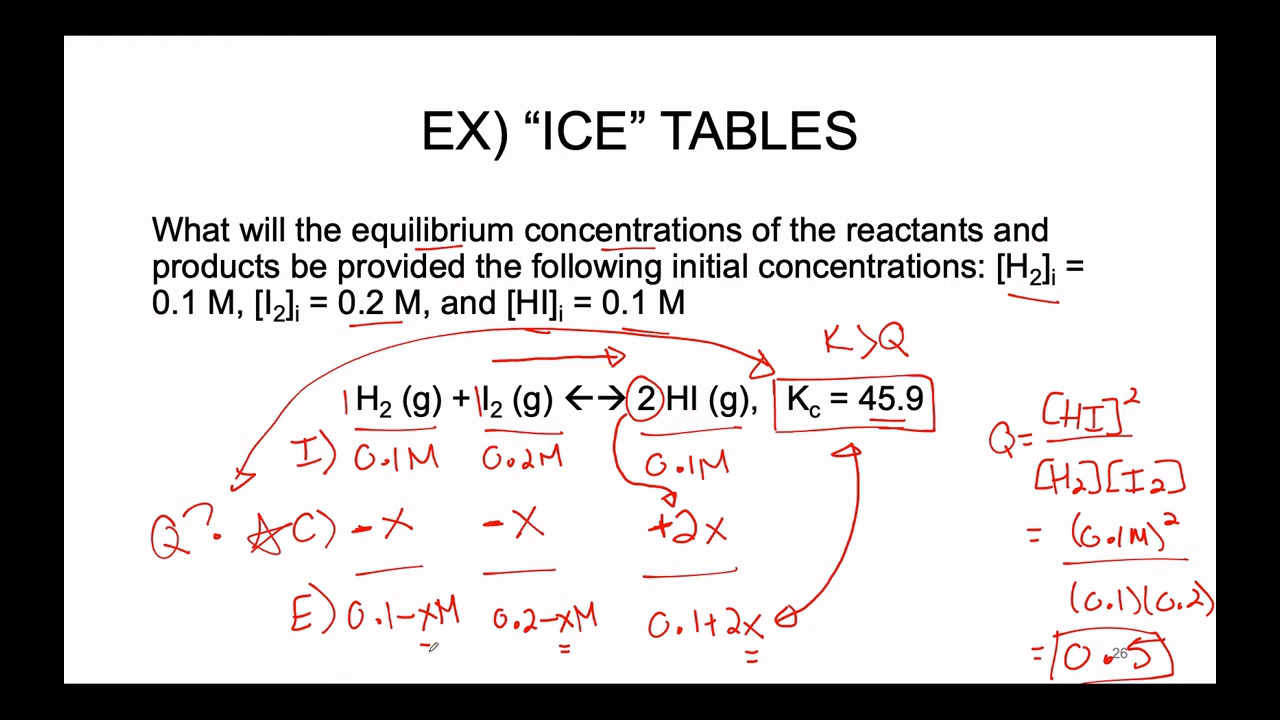 EX) “ICE” TABLES
What will the equilibrium concentrations of the reactants and
products be provided the following initial concentrations: [H₂]ᵢ =
0.1 M, [I₂]ᵢ = 0.2 M, and [HI]ᵢ = 0.1 M
K > Q
1 H₂ (g) + 1 I₂ (g) ←→ 2 HI (g), K꜀ = 45.9
I) 0.1M 0.2M 0.1M
Q? ☆ C) -x -x +2x
E) 0.1-xM 0.2-xM 0.1+2x
Q = [HI]²
[H₂][I₂]
= (0.1M)²
(0.1)(0.2)
= 0.5
26